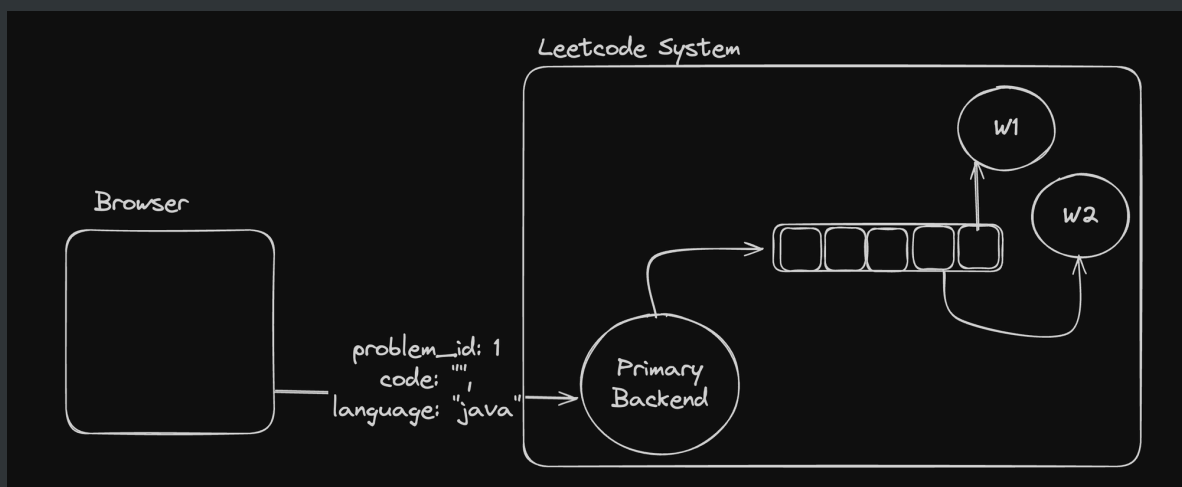 Leetcode System
W1
W2
Browser
problem_id: 1
code: "",
language: "java"
Primary
Backend